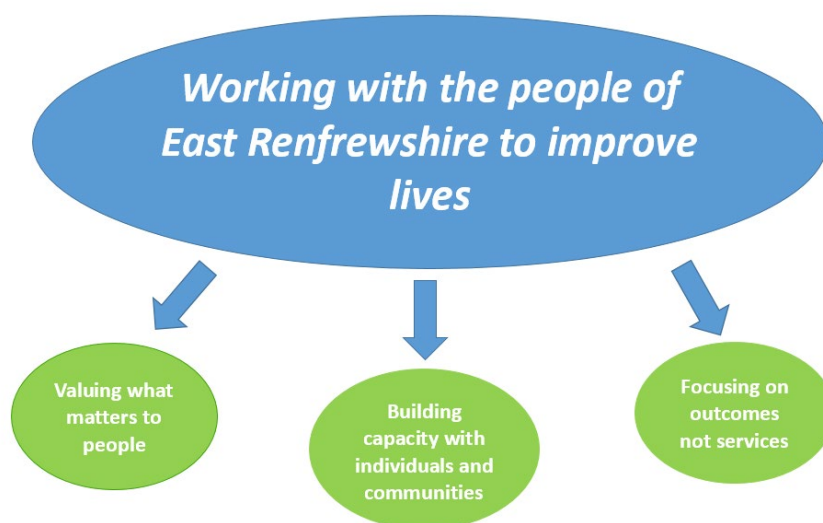 Working with the people of
East Renfrewshire to improve
lives
Valuing what
matters to
people
Building
capacity with
individuals and
communities
Focusing on
outcomes
not services